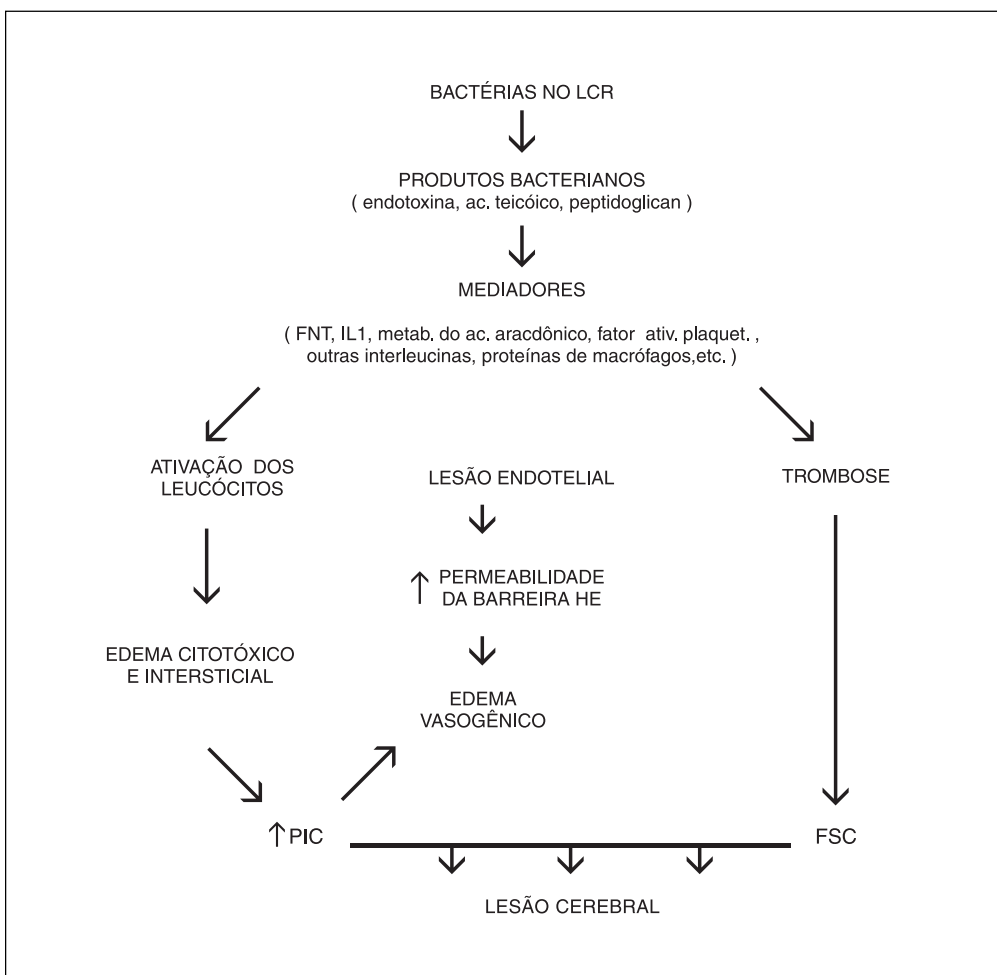 BACTÉRIAS NO LCR
PRODUTOS BACTERIANOS
( endotoxina, ac. teicóico, peptidoglican )
MEDIADORES
( FNT, IL1, metab. do ac. aracdônico, fator ativ. plaquet. ,
outras interleucinas, proteínas de macrófagos,etc. )
ATIVAÇÃO DOS
LEUCÓCITOS
LESÃO ENDOTELIAL
TROMBOSE
↑ PERMEABILIDADE
DA BARREIRA HE
EDEMA CITOTÓXICO
E INTERSTICIAL
EDEMA
VASOGÊNICO
↑ PIC
FSC
LESÃO CEREBRAL